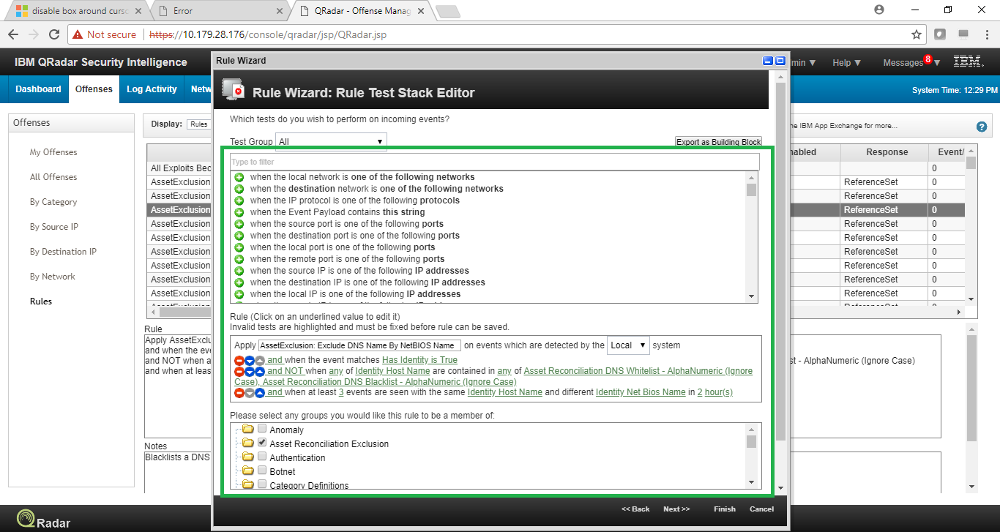 disable box around curso
Error
QRadar - Offense Manag
Not secure
https://10.179.28.176/console/qradar/jsp/QRadar.jsp
IBM QRadar Security Intelligence
min ▼
Help ▼
Messages 8 ▼
IBM.
Dashboard
Offenses
Log Activity
Netw
System Time: 12:29 PM
Offenses
My Offenses
All Offenses
By Category
By Source IP
By Destination IP
By Network
Rules
Display: Rules
he IBM App Exchange for more...
?
abled
Response
Event/
All Exploits Bec
0
AssetExclusion
ReferenceSet
0
AssetExclusion
ReferenceSet
0
AssetExclusion
ReferenceSet
0
AssetExclusion
ReferenceSet
0
AssetExclusion
ReferenceSet
0
AssetExclusion
ReferenceSet
0
AssetExclusion
ReferenceSet
0
AssetExclusion
ReferenceSet
0
AssetExclusion
ReferenceSet
0
Rule
Apply AssetExclu
and when the eve
and NOT when a
st - AlphaNumeric (Ignore Case)
and when at leas
Notes
Blacklists a DNS
Rule Wizard
Rule Wizard: Rule Test Stack Editor
Which tests do you wish to perform on incoming events?
Test Group All
Export as Building Block
Type to filter
when the local network is one of the following networks
when the destination network is one of the following networks
when the IP protocol is one of the following protocols
when the Event Payload contains this string
when the source port is one of the following ports
when the destination port is one of the following ports
when the local port is one of the following ports
when the remote port is one of the following ports
when the source IP is one of the following IP addresses
when the destination IP is one of the following IP addresses
when the local IP is one of the following IP addresses
Rule (Click on an underlined value to edit it)
Invalid tests are highlighted and must be fixed before rule can be saved.
Apply AssetExclusion: Exclude DNS Name By NetBIOS Name on events which are detected by the Local system
and when the event matches Has Identity is True
and NOT when any of Identity Host Name are contained in any of Asset Reconciliation DNS Whitelist - AlphaNumeric (Ignore
Case), Asset Reconciliation DNS Blacklist - AlphaNumeric (Ignore Case)
and when at least 3 events are seen with the same Identity Host Name and different Identity Net Bios Name in 2 hour(s)
Please select any groups you would like this rule to be a member of:
Anomaly
Asset Reconciliation Exclusion
Authentication
Botnet
Category Definitions
<< Back
Next >>
Finish
Cancel
QRadar